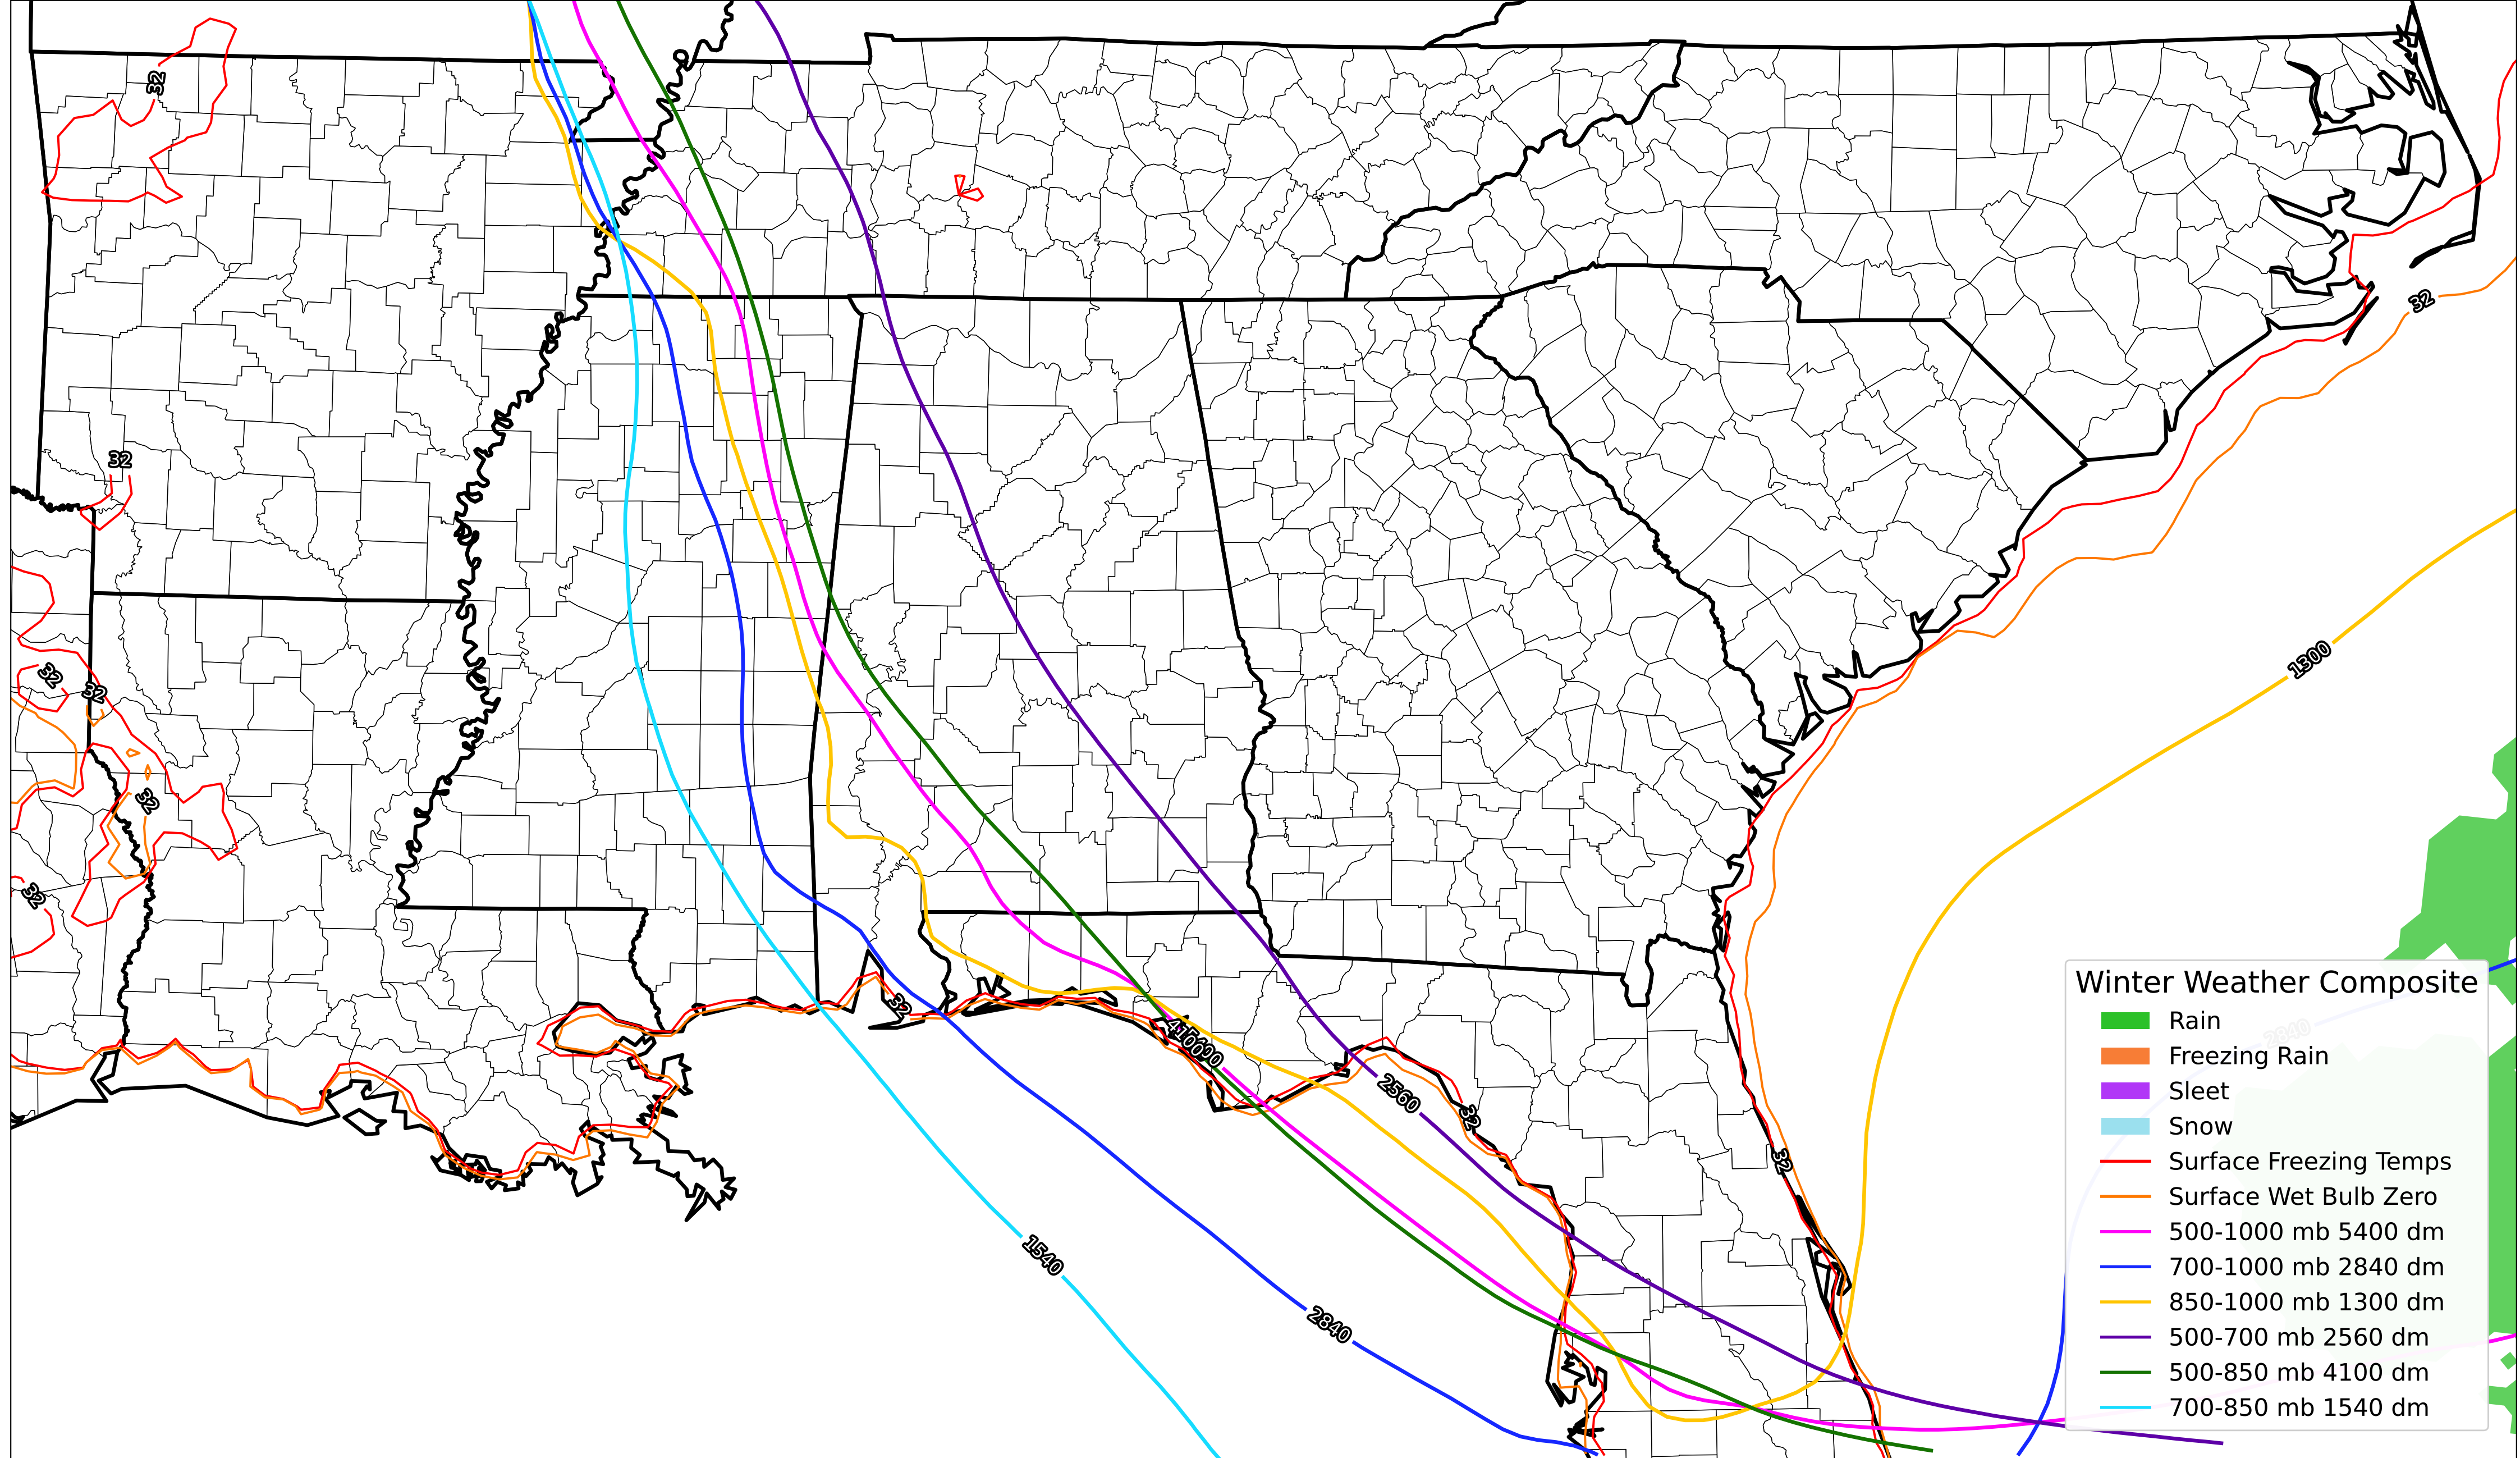 32
32
32
32
32
32
32
1300
32
2840
4100
2560
32
32
1540
2840
Winter Weather Composite
Rain
Freezing Rain
Sleet
Snow
Surface Freezing Temps
Surface Wet Bulb Zero
500-1000 mb 5400 dm
700-1000 mb 2840 dm
850-1000 mb 1300 dm
500-700 mb 2560 dm
500-850 mb 4100 dm
700-850 mb 1540 dm